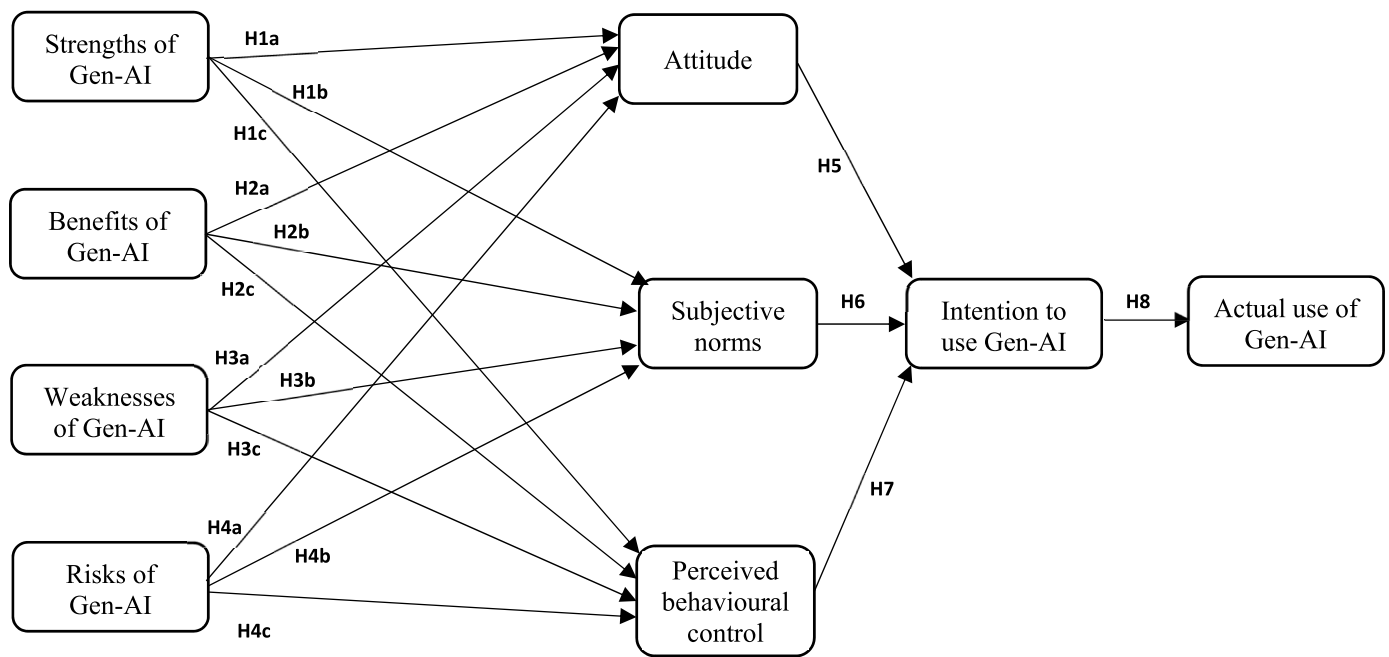 Strengths of
Gen-AI
H1a
H1b
H1c
Attitude
H5
Benefits of
Gen-AI
H2a
H2b
H2c
Subjective
norms
H6
Intention to
use Gen-AI
H8
Actual use of
Gen-AI
Weaknesses
of Gen-AI
H3a
H3b
H3c
H7
Risks of
Gen-AI
H4a
H4b
H4c
Perceived
behavioural
control